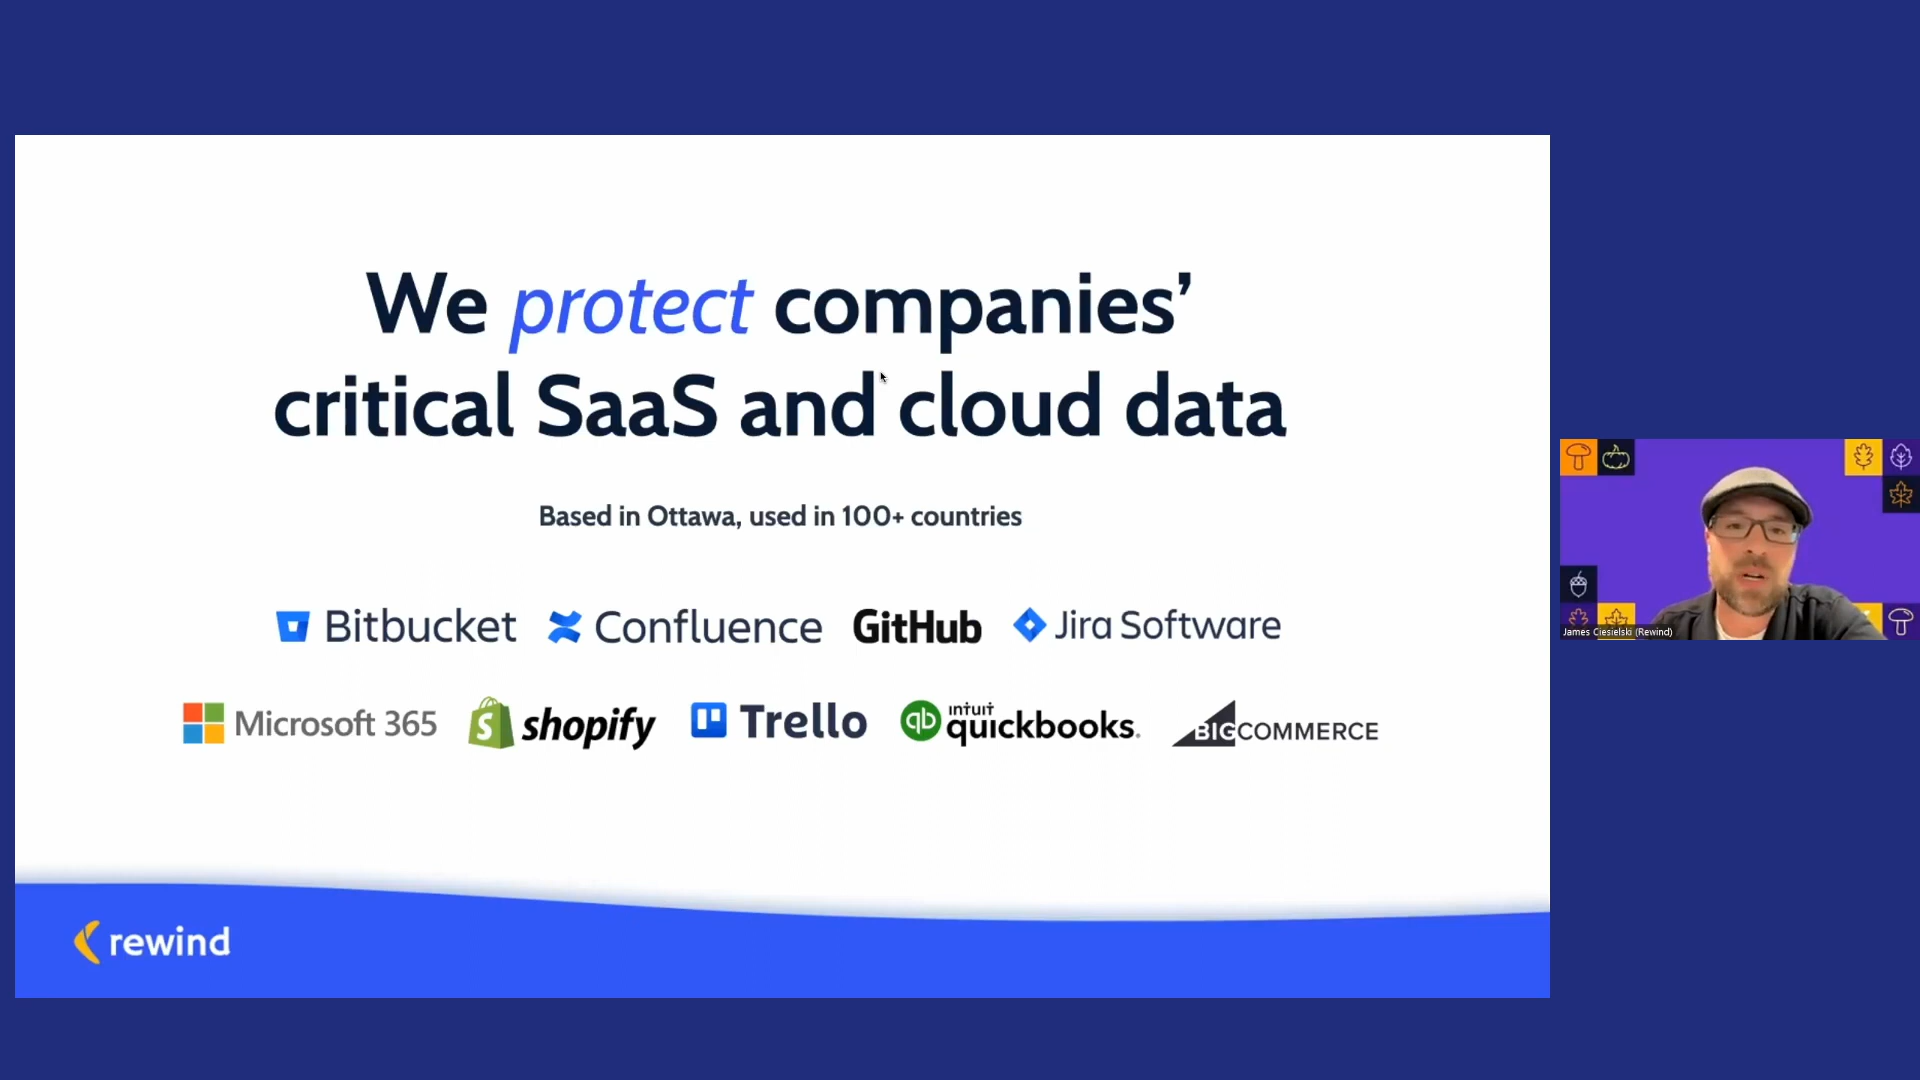 We protect companies’
critical SaaS and cloud data
Based in Ottawa, used in 100+ countries
Bitbucket Confluence GitHub Jira Software
Microsoft 365 shopify Trello intuit quickbooks. BIGCOMMERCE
rewind
James Ciesielski (Rewind)